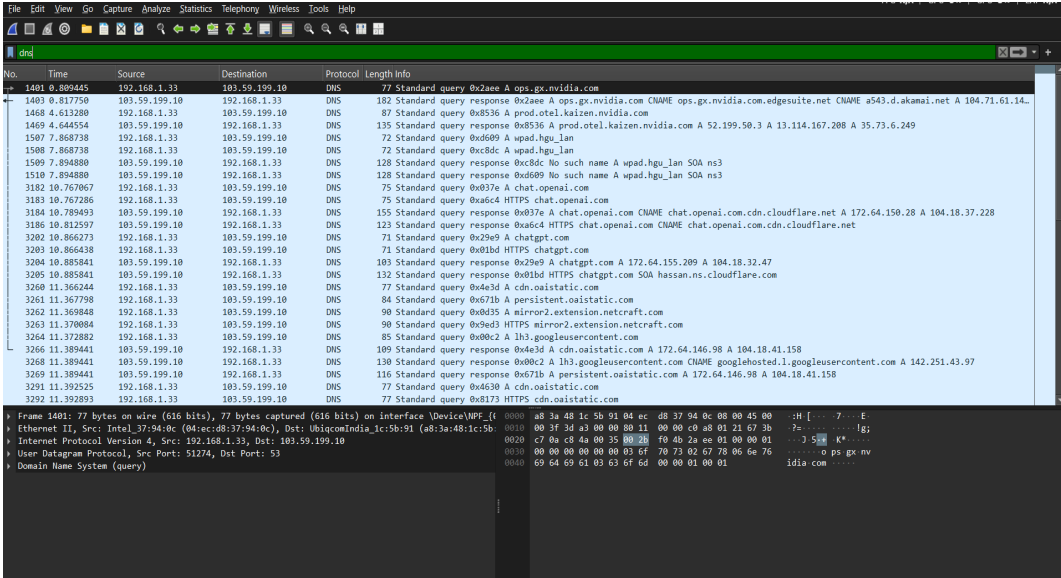 File Edit View Go Capture Analyze Statistics Telephony Wireless Tools Help
dns
No. Time Source Destination Protocol Length Info
1401 0.809445 192.168.1.33 103.59.199.10 DNS 77 Standard query 0x2aee A ops.gx.nvidia.com
1403 0.817750 103.59.199.10 192.168.1.33 DNS 182 Standard query response 0x2aee A ops.gx.nvidia.com CNAME ops.gx.nvidia.com.edgesuite.net CNAME a543.d.akamai.net A 104.71.61.14…
1468 4.613280 192.168.1.33 103.59.199.10 DNS 87 Standard query 0x8536 A prod.otel.kaizen.nvidia.com
1469 4.644554 103.59.199.10 192.168.1.33 DNS 135 Standard query response 0x8536 A prod.otel.kaizen.nvidia.com A 52.199.50.3 A 13.114.167.208 A 35.73.6.249
1507 7.868738 192.168.1.33 103.59.199.10 DNS 72 Standard query 0xd609 A wpad.hgu_lan
1508 7.868738 192.168.1.33 103.59.199.10 DNS 72 Standard query 0xc8dc A wpad.hgu_lan
1509 7.894880 103.59.199.10 192.168.1.33 DNS 128 Standard query response 0xc8dc No such name A wpad.hgu_lan SOA ns3
1510 7.894880 103.59.199.10 192.168.1.33 DNS 128 Standard query response 0xd609 No such name A wpad.hgu_lan SOA ns3
3182 10.767067 192.168.1.33 103.59.199.10 DNS 75 Standard query 0x037e A chat.openai.com
3183 10.767286 192.168.1.33 103.59.199.10 DNS 75 Standard query 0xa6c4 HTTPS chat.openai.com
3184 10.789493 103.59.199.10 192.168.1.33 DNS 155 Standard query response 0x037e A chat.openai.com CNAME chat.openai.com.cdn.cloudflare.net A 172.64.150.28 A 104.18.37.228
3186 10.812597 103.59.199.10 192.168.1.33 DNS 123 Standard query response 0xa6c4 HTTPS chat.openai.com CNAME chat.openai.com.cdn.cloudflare.net
3202 10.866273 192.168.1.33 103.59.199.10 DNS 71 Standard query 0x29e9 A chatgpt.com
3203 10.866438 192.168.1.33 103.59.199.10 DNS 71 Standard query 0x01bd HTTPS chatgpt.com
3204 10.885841 103.59.199.10 192.168.1.33 DNS 103 Standard query response 0x29e9 A chatgpt.com A 172.64.155.209 A 104.18.32.47
3205 10.885841 103.59.199.10 192.168.1.33 DNS 132 Standard query response 0x01bd HTTPS chatgpt.com SOA hassan.ns.cloudflare.com
3260 11.366244 192.168.1.33 103.59.199.10 DNS 77 Standard query 0x4e3d A cdn.oaistatic.com
3261 11.367798 192.168.1.33 103.59.199.10 DNS 84 Standard query 0x671b A persistent.oaistatic.com
3262 11.369848 192.168.1.33 103.59.199.10 DNS 90 Standard query 0x0d35 A mirror2.extension.netcraft.com
3263 11.370084 192.168.1.33 103.59.199.10 DNS 90 Standard query 0x9ed3 HTTPS mirror2.extension.netcraft.com
3264 11.372882 192.168.1.33 103.59.199.10 DNS 85 Standard query 0x00c2 A lh3.googleusercontent.com
3266 11.389441 103.59.199.10 192.168.1.33 DNS 109 Standard query response 0x4e3d A cdn.oaistatic.com A 172.64.146.98 A 104.18.41.158
3268 11.389441 103.59.199.10 192.168.1.33 DNS 130 Standard query response 0x00c2 A lh3.googleusercontent.com CNAME googlehosted.l.googleusercontent.com A 142.251.43.97
3269 11.389441 103.59.199.10 192.168.1.33 DNS 116 Standard query response 0x671b A persistent.oaistatic.com A 172.64.146.98 A 104.18.41.158
3291 11.392525 192.168.1.33 103.59.199.10 DNS 77 Standard query 0x4630 A cdn.oaistatic.com
3292 11.392893 192.168.1.33 103.59.199.10 DNS 77 Standard query 0x8173 HTTPS cdn.oaistatic.com
Frame 1401: 77 bytes on wire (616 bits), 77 bytes captured (616 bits) on interface \Device\NPF_{
Ethernet II, Src: Intel_37:94:0c (04:ec:d8:37:94:0c), Dst: UbiqcomIndia_1c:5b:91 (a8:3a:48:1c:5b:
Internet Protocol Version 4, Src: 192.168.1.33, Dst: 103.59.199.10
User Datagram Protocol, Src Port: 51274, Dst Port: 53
Domain Name System (query)
0000 a8 3a 48 1c 5b 91 04 ec d8 37 94 0c 08 00 45 00 ·:H·[··· ·7····E·
0010 00 3f 3d a3 00 00 80 11 00 00 c0 a8 01 21 67 3b ·?=····· ·····!g;
0020 c7 0a c8 4a 00 35 00 2b f0 4b 2a ee 01 00 00 01 ···J·5·+ ·K*·····
0030 00 00 00 00 00 00 03 6f 70 73 02 67 78 06 6e 76 ·······o ps·gx·nv
0040 69 64 69 61 03 63 6f 6d 00 00 01 00 01 idia·com ·····